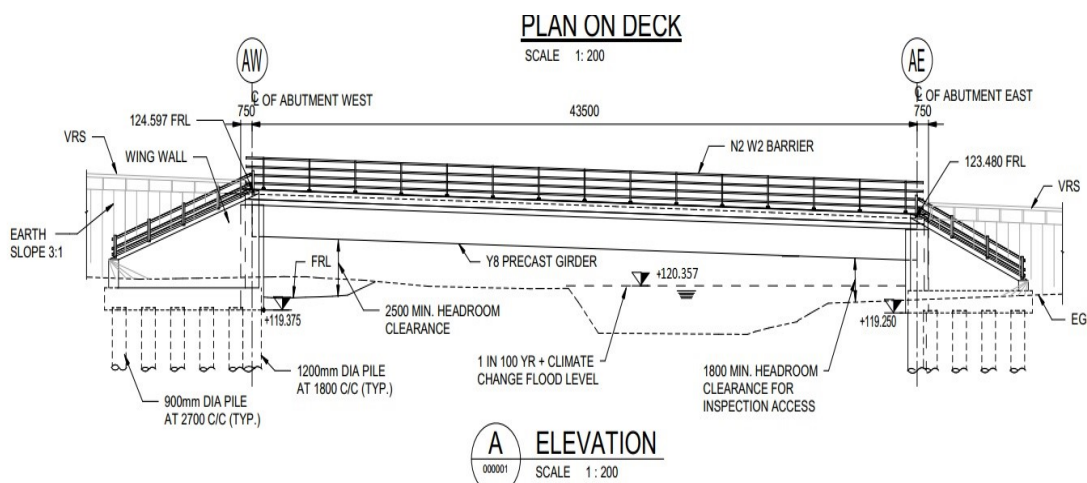 PLAN ON DECK
SCALE 1: 200
AW
AE
℄ OF ABUTMENT WEST
℄ OF ABUTMENT EAST
750
43500
750
124.597 FRL
VRS
WING WALL
N2 W2 BARRIER
123.480 FRL
VRS
EARTH
SLOPE 3:1
FRL
Y8 PRECAST GIRDER
+120.357
+119.375
2500 MIN. HEADROOM
CLEARANCE
+119.250
EG
1200mm DIA PILE
AT 1800 C/C (TYP.)
1 IN 100 YR + CLIMATE
CHANGE FLOOD LEVEL
1800 MIN. HEADROOM
CLEARANCE FOR
INSPECTION ACCESS
900mm DIA PILE
AT 2700 C/C (TYP.)
A
000001
ELEVATION
SCALE 1 : 200